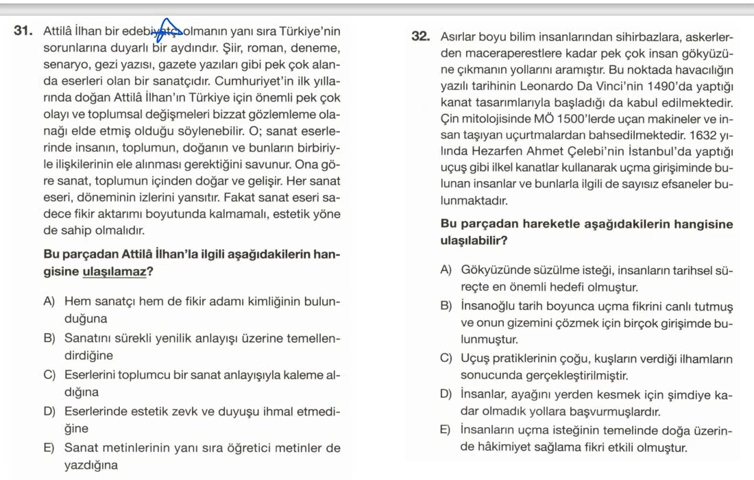 31. Attilâ İlhan bir edebiyatçı olmanın yanı sıra Türkiye'nin
sorunlarına duyarlı bir aydındır. Şiir, roman, deneme,
senaryo, gezi yazısı, gazete yazıları gibi pek çok alan-
da eserleri olan bir sanatçıdır. Cumhuriyet'in ilk yılla-
rında doğan Attilâ İlhan'ın Türkiye için önemli pek çok
olayı ve toplumsal değişmeleri bizzat gözlemleme ola-
nağı elde etmiş olduğu söylenebilir. O; sanat eserle-
rinde insanın, toplumun, doğanın ve bunların birbiriy-
le ilişkilerinin ele alınması gerektiğini savunur. Ona gö-
re sanat, toplumun içinden doğar ve gelişir. Her sanat
eseri, döneminin izlerini yansıtır. Fakat sanat eseri sa-
dece fikir aktarımı boyutunda kalmamalı, estetik yöne
de sahip olmalıdır.
Bu parçadan Attilâ İlhan'la ilgili aşağıdakilerin han-
gisine ulaşılamaz?
A) Hem sanatçı hem de fikir adamı kimliğinin bulun-
duğuna
B) Sanatını sürekli yenilik anlayışı üzerine temellen-
dirdiğine
C) Eserlerini toplumcu bir sanat anlayışıyla kaleme al-
dığına
D) Eserlerinde estetik zevk ve duyuşu ihmal etmedi-
ğine
E) Sanat metinlerinin yanı sıra öğretici metinler de
yazdığına
32. Asırlar boyu bilim insanlarından sihirbazlara, askerler-
den maceraperestlere kadar pek çok insan gökyüzü-
ne çıkmanın yollarını aramıştır. Bu noktada havacılığın
yazılı tarihinin Leonardo Da Vinci'nin 1490'da yaptığı
kanat tasarımlarıyla başladığı da kabul edilmektedir.
Çin mitolojisinde MÖ 1500'lerde uçan makineler ve in-
san taşıyan uçurtmalardan bahsedilmektedir. 1632 yı-
lında Hezarfen Ahmet Çelebi'nin İstanbul'da yaptığı
uçuş gibi ilkel kanatlar kullanarak uçma girişiminde bu-
lunan insanlar ve bunlarla ilgili de sayısız efsaneler bu-
lunmaktadır.
Bu parçadan hareketle aşağıdakilerin hangisine
ulaşılabilir?
A) Gökyüzünde süzülme isteği, insanların tarihsel sü-
reçte en önemli hedefi olmuştur.
B) İnsanoğlu tarih boyunca uçma fikrini canlı tutmuş
ve onun gizemini çözmek için birçok girişimde bu-
lunmuştur.
C) Uçuş pratiklerinin çoğu, kuşların verdiği ilhamların
sonucunda gerçekleştirilmiştir.
D) İnsanlar, ayağını yerden kesmek için şimdiye ka-
dar olmadık yollara başvurmuşlardır.
E) İnsanların uçma isteğinin temelinde doğa üzerin-
de hâkimiyet sağlama fikri etkili olmuştur.